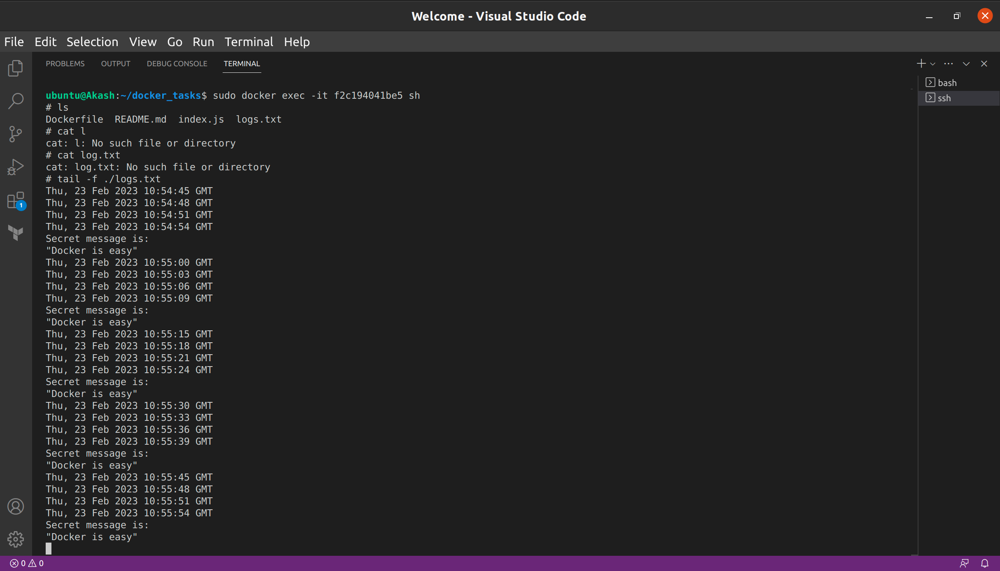 Welcome - Visual Studio Code
File Edit Selection View Go Run Terminal Help
PROBLEMS OUTPUT DEBUG CONSOLE TERMINAL
bash
ssh
ubuntu@Akash:~/docker_tasks$ sudo docker exec -it f2c194041be5 sh
# ls
Dockerfile  README.md  index.js  logs.txt
# cat l
cat: l: No such file or directory
# cat log.txt
cat: log.txt: No such file or directory
# tail -f ./logs.txt
Thu, 23 Feb 2023 10:54:45 GMT
Thu, 23 Feb 2023 10:54:48 GMT
Thu, 23 Feb 2023 10:54:51 GMT
Thu, 23 Feb 2023 10:54:54 GMT
Secret message is:
"Docker is easy"
Thu, 23 Feb 2023 10:55:00 GMT
Thu, 23 Feb 2023 10:55:03 GMT
Thu, 23 Feb 2023 10:55:06 GMT
Thu, 23 Feb 2023 10:55:09 GMT
Secret message is:
"Docker is easy"
Thu, 23 Feb 2023 10:55:15 GMT
Thu, 23 Feb 2023 10:55:18 GMT
Thu, 23 Feb 2023 10:55:21 GMT
Thu, 23 Feb 2023 10:55:24 GMT
Secret message is:
"Docker is easy"
Thu, 23 Feb 2023 10:55:30 GMT
Thu, 23 Feb 2023 10:55:33 GMT
Thu, 23 Feb 2023 10:55:36 GMT
Thu, 23 Feb 2023 10:55:39 GMT
Secret message is:
"Docker is easy"
Thu, 23 Feb 2023 10:55:45 GMT
Thu, 23 Feb 2023 10:55:48 GMT
Thu, 23 Feb 2023 10:55:51 GMT
Thu, 23 Feb 2023 10:55:54 GMT
Secret message is:
"Docker is easy"
1
0 0